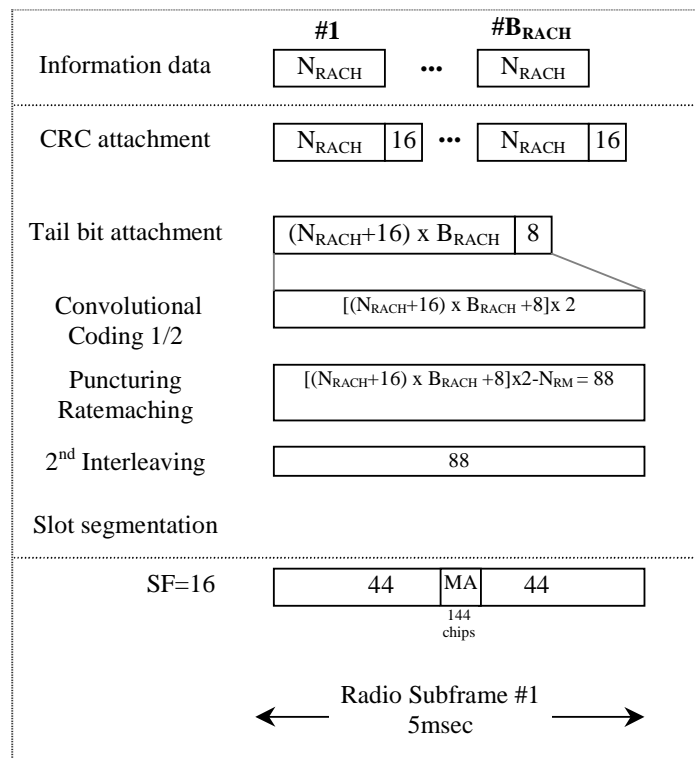 #1 #B_RACH
Information data N_RACH ... N_RACH
CRC attachment N_RACH 16 ... N_RACH 16
Tail bit attachment (N_RACH+16) x B_RACH 8
Convolutional
Coding 1/2
[(N_RACH+16) x B_RACH +8]x 2
Puncturing
Ratemaching
[(N_RACH+16) x B_RACH +8]x2-N_RM = 88
2nd Interleaving 88
Slot segmentation
SF=16 44 MA 44
144
chips
Radio Subframe #1
5msec